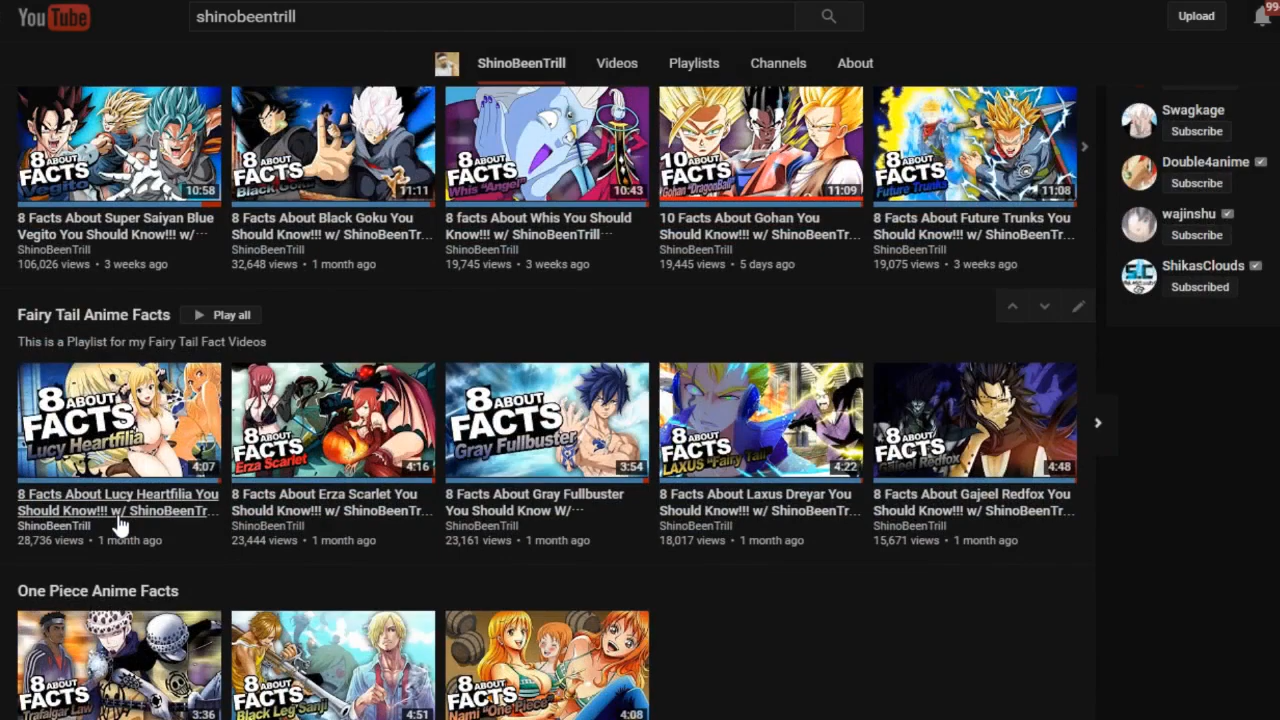 YouTube
shinobeentrill
Upload
99
ShinoBeenTrill
Videos
Playlists
Channels
About
8 ABOUT
FACTS
Vegito
10:58
8 ABOUT
FACTS
Black Goku
11:11
8 ABOUT
FACTS
Whis "Angel"
10:43
10 ABOUT
FACTS
Gohan "DragonBall"
11:09
8 ABOUT
FACTS
Future Trunks
11:08
8 Facts About Super Saiyan Blue
Vegito You Should Know!!! w/...
ShinoBeenTrill
106,026 views • 3 weeks ago
8 Facts About Black Goku You
Should Know!!! w/ ShinoBeenTr...
ShinoBeenTrill
32,648 views • 1 month ago
8 facts About Whis You Should
Know!!! w/ ShinoBeenTrill...
ShinoBeenTrill
19,745 views • 3 weeks ago
10 Facts About Gohan You
Should Know!!! w/ ShinoBeenTr...
ShinoBeenTrill
19,445 views • 5 days ago
8 Facts About Future Trunks You
Should Know!!! w/ ShinoBeenTr...
ShinoBeenTrill
19,075 views • 3 weeks ago
Swagkage
Subscribe
Double4anime
Subscribe
wajinshu
Subscribe
S.C
ShikasClouds
Subscribed
Fairy Tail Anime Facts
Play all
This is a Playlist for my Fairy Tail Fact Videos
8 ABOUT
FACTS
Lucy Heartfilia
4:07
8 ABOUT
FACTS
Erza Scarlet
4:16
8 ABOUT
FACTS
Gray Fullbuster
3:54
8 ABOUT
FACTS
LAXUS "Fairy Tail"
4:22
8 ABOUT
FACTS
Gajeel Redfox
4:48
8 Facts About Lucy Heartfilia You
Should Know!!! w/ ShinoBeenTr...
ShinoBeenTrill
28,736 views • 1 month ago
8 Facts About Erza Scarlet You
Should Know!!! w/ ShinoBeenTr...
ShinoBeenTrill
23,444 views • 1 month ago
8 Facts About Gray Fullbuster
You Should Know W/...
ShinoBeenTrill
23,161 views • 1 month ago
8 Facts About Laxus Dreyar You
Should Know!!! w/ ShinoBeenTr...
ShinoBeenTrill
18,017 views • 1 month ago
8 Facts About Gajeel Redfox You
Should Know!!! w/ ShinoBeenTr...
ShinoBeenTrill
15,671 views • 1 month ago
One Piece Anime Facts
8 ABOUT
FACTS
Trafalgar Law
3:36
8 ABOUT
FACTS
Black Leg Sanji
4:51
8 ABOUT
FACTS
Nami "One Piece"
4:08